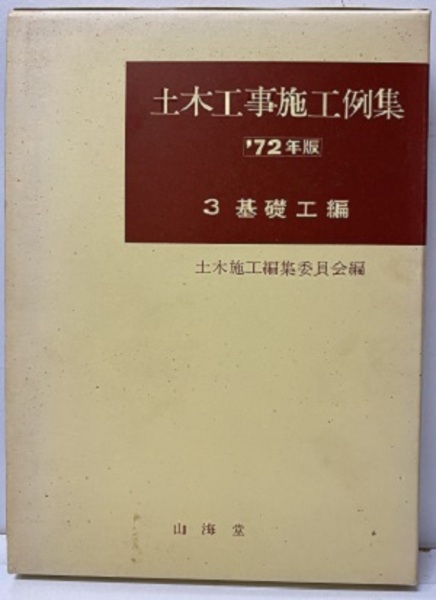 土木工事施工例集
'72年版
3 基礎工編
土木施工編集委員会編
山海堂